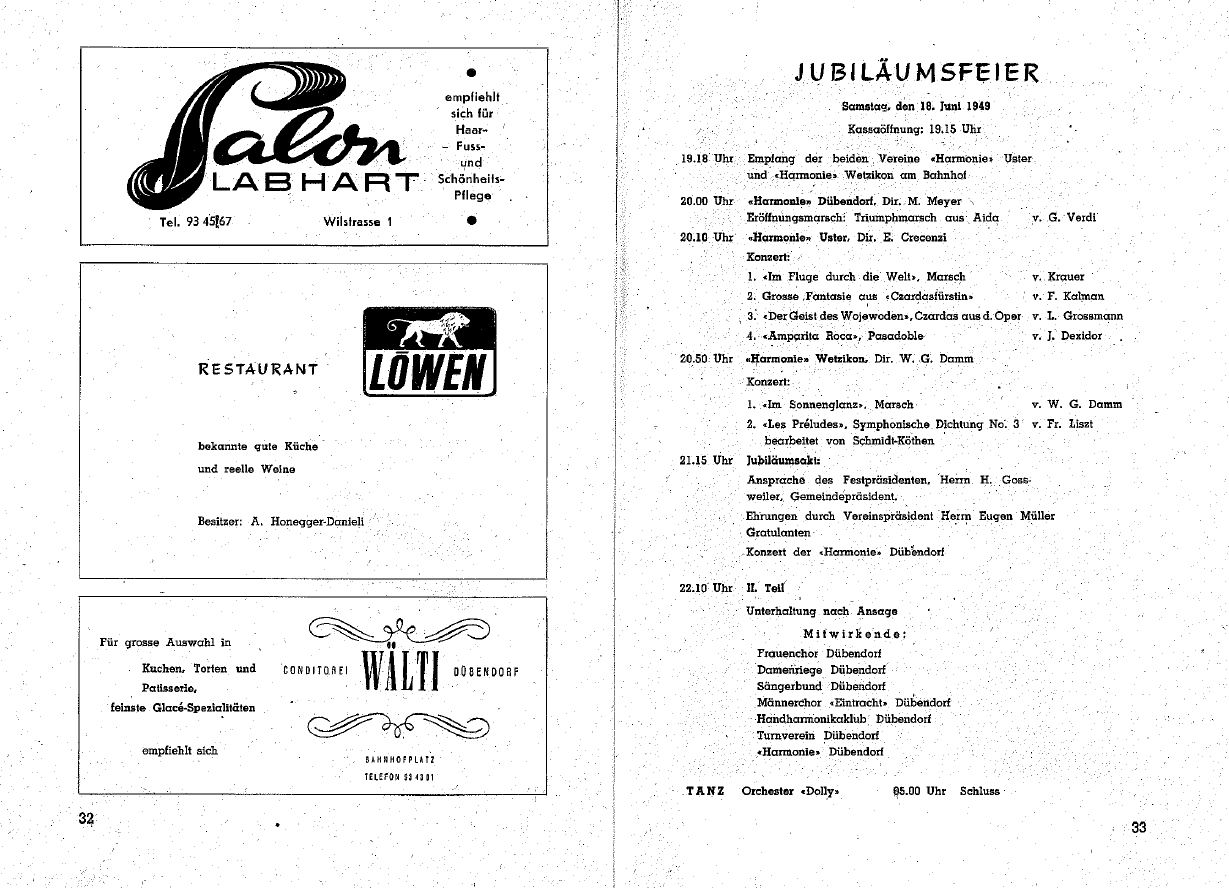 Salon
LABHART
Tel. 93 45 67 Wilstrasse 1
empfiehlt
sich für
Haar-
- Fuss-
und
Schönheits-
Pflege
RESTAURANT
LÖWEN
bekannte gute Küche
und reelle Weine
Besitzer: A. Honegger-Danieli
Für grosse Auswahl in
Kuchen, Torten und
Patisserie,
feinste Glacé-Spezialitäten
empfiehlt sich
CONDITOREI WÄLTI DÜBENDORF
BAHNHOFPLATZ
TELEFON
32
JUBILÄUMSFEIER
Samstag, den 18. Juni 1949
Kassaöffnung: 19.15 Uhr
19.18 Uhr Empfang der beiden Vereine «Harmonie» Uster
und «Harmonie» Wetzikon am Bahnhof
20.00 Uhr «Harmonie» Dübendorf, Dir. M. Meyer
Eröffnungsmarsch: Triumphmarsch aus Aida v. G. Verdi
20.10 Uhr «Harmonie» Uster, Dir. E. Crecenzi
Konzert:
1. «Im Fluge durch die Welt», Marsch v. Krauer
2. Grosse Fantasie aus «Czardasfürstin» v. F. Kalman
3. «Der Geist des Wojewoden», Czardas aus d. Oper v. L. Grossmann
4. «Amparita Roca», Pasadoble v. J. Dexidor
20.50 Uhr «Harmonie» Wetzikon, Dir. W. G. Damm
Konzert:
1. «Im Sonnenglanz», Marsch v. W. G. Damm
2. «Les Préludes», Symphonische Dichtung No. 3 v. Fr. Liszt
bearbeitet von Schmidt-Köthen
21.15 Uhr Jubiläumsakt:
Ansprache des Festpräsidenten, Herrn H. Goss-
weiler, Gemeindepräsident.
Ehrungen durch Vereinspräsident Herrn Eugen Müller
Gratulanten
Konzert der «Harmonie» Dübendorf
22.10 Uhr II. Teil
Unterhaltung nach Ansage
Mitwirkende:
Frauenchor Dübendorf
Damenriege Dübendorf
Sängerbund Dübendorf
Männerchor «Eintracht» Dübendorf
Handharmonikaklub Dübendorf
Turnverein Dübendorf
«Harmonie» Dübendorf
TANZ Orchester «Dolly» 05.00 Uhr Schluss
33